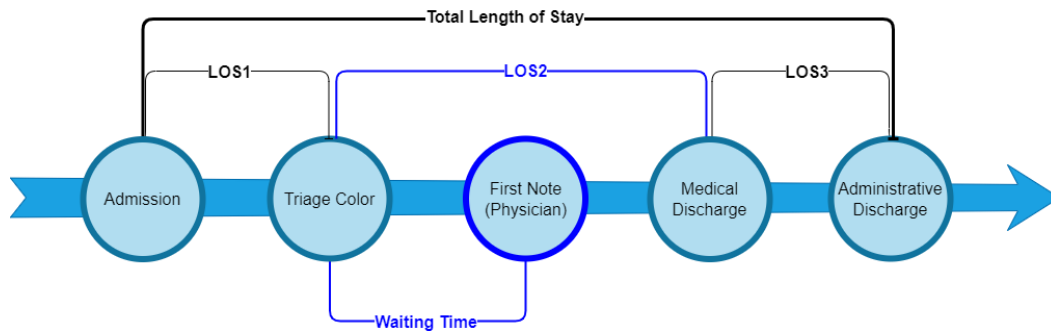 Total Length of Stay
LOS1
LOS2
LOS3
Admission
Triage Color
First Note
(Physician)
Medical
Discharge
Administrative
Discharge
Waiting Time